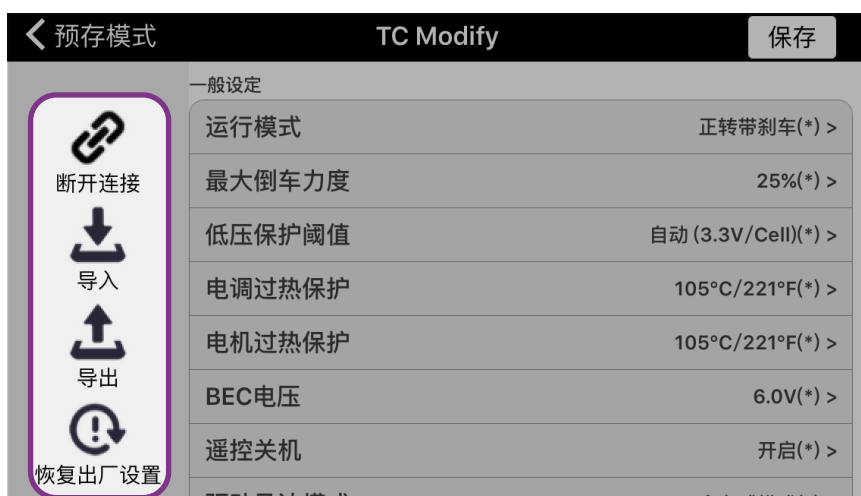 预存模式
TC Modify
保存
一般设定
断开连接
导入
导出
恢复出厂设置
运行模式 正转带刹车(*) >
最大倒车力度 25%(*) >
低压保护阈值 自动 (3.3V/Cell)(*) >
电调过热保护 105°C/221°F(*) >
电机过热保护 105°C/221°F(*) >
BEC电压 6.0V(*) >
遥控关机 开启(*) >